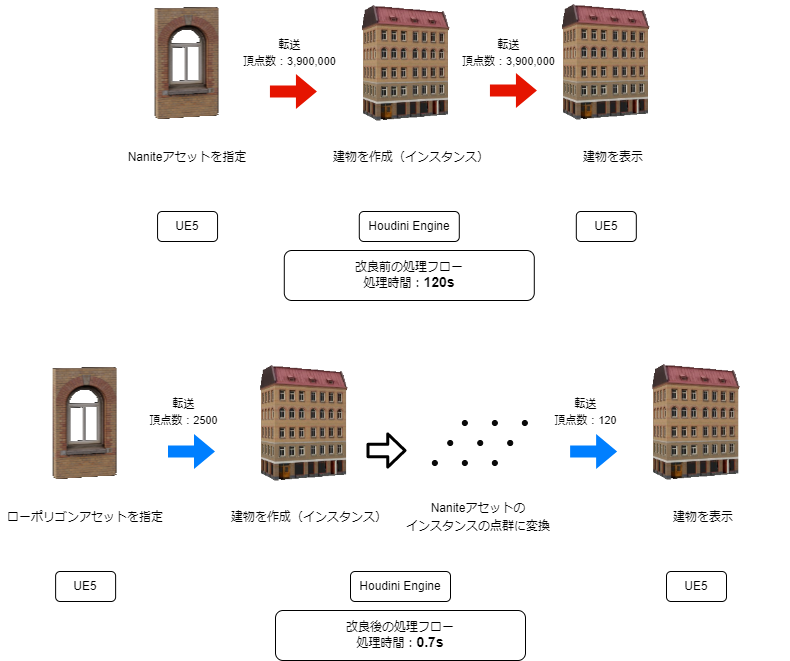 転送
頂点数：3,900,000
転送
頂点数：3,900,000
Naniteアセットを指定
建物を作成（インスタンス）
建物を表示
UE5
Houdini Engine
UE5
改良前の処理フロー
処理時間：120s
転送
頂点数：2500
転送
頂点数：120
ローポリゴンアセットを指定
建物を作成（インスタンス）
Naniteアセットの
インスタンスの点群に変換
建物を表示
UE5
Houdini Engine
UE5
改良後の処理フロー
処理時間：0.7s